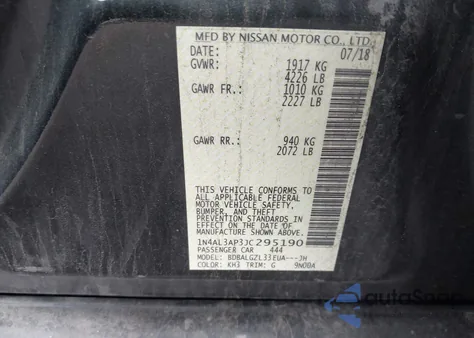 MFD BY NISSAN MOTOR CO., LTD.
DATE: 07/18
GVWR: 1917 KG
4226 LB
GAWR FR.: 1010 KG
2227 LB
GAWR RR.: 940 KG
2072 LB
THIS VEHICLE CONFORMS TO
ALL APPLICABLE FEDERAL
MOTOR VEHICLE SAFETY,
BUMPER, AND THEFT
PREVENTION STANDARDS IN
EFFECT ON THE DATE OF
MANUFACTURE SHOWN ABOVE.
1N4AL3AP3JC295190
PASSENGER CAR 444
MODEL: BDBALGZL33EUA---JH
COLOR: KH3 TRIM: G 9N00A